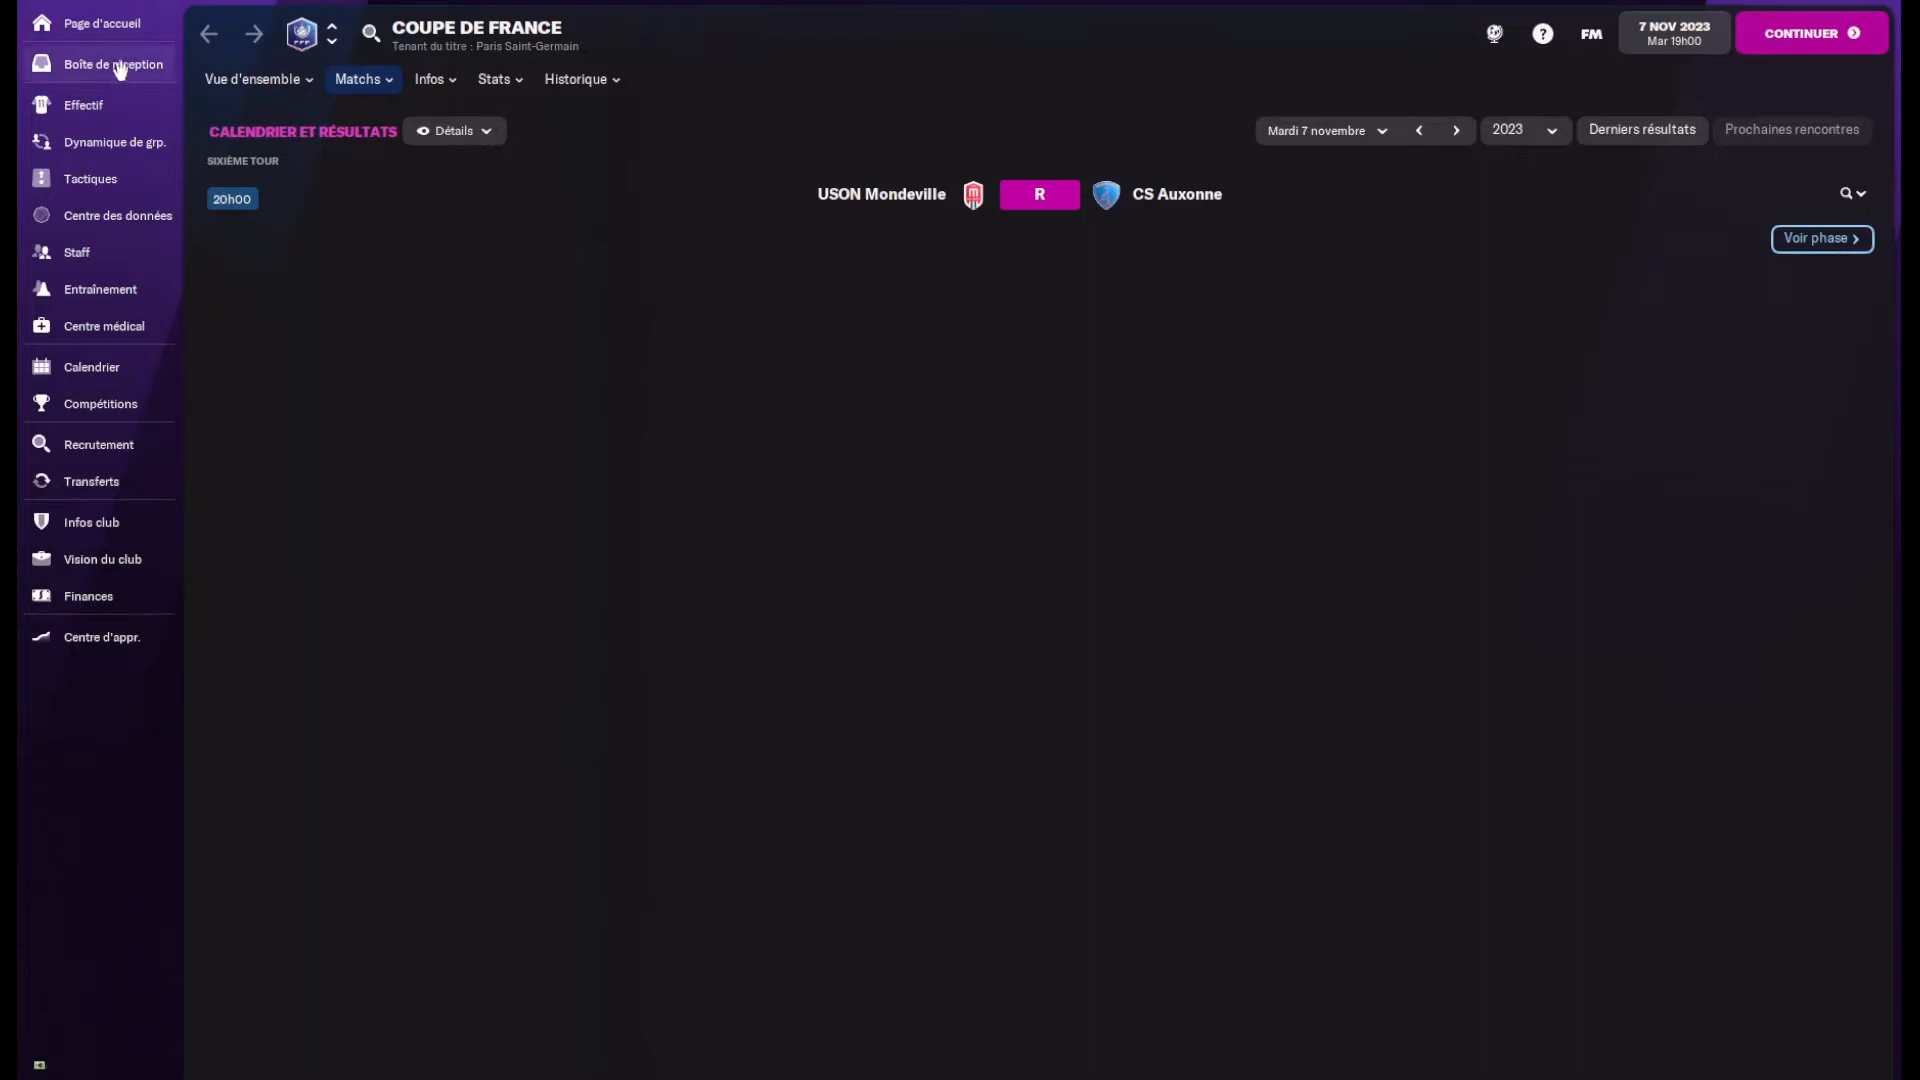 Page d'accueil
Boîte de réception
Effectif
Dynamique de grp.
Tactiques
Centre des données
Staff
Entraînement
Centre médical
Calendrier
Compétitions
Recrutement
Transferts
Infos club
Vision du club
Finances
Centre d'appr.
COUPE DE FRANCE
Tenant du titre : Paris Saint-Germain
FM
7 NOV 2023
Mar 19h00
CONTINUER
Vue d'ensemble Matchs Infos Stats Historique
CALENDRIER ET RÉSULTATS Détails Mardi 7 novembre 2023 Derniers résultats Prochaines rencontres
SIXIÈME TOUR
20h00 USON Mondeville R CS Auxonne
Voir phase